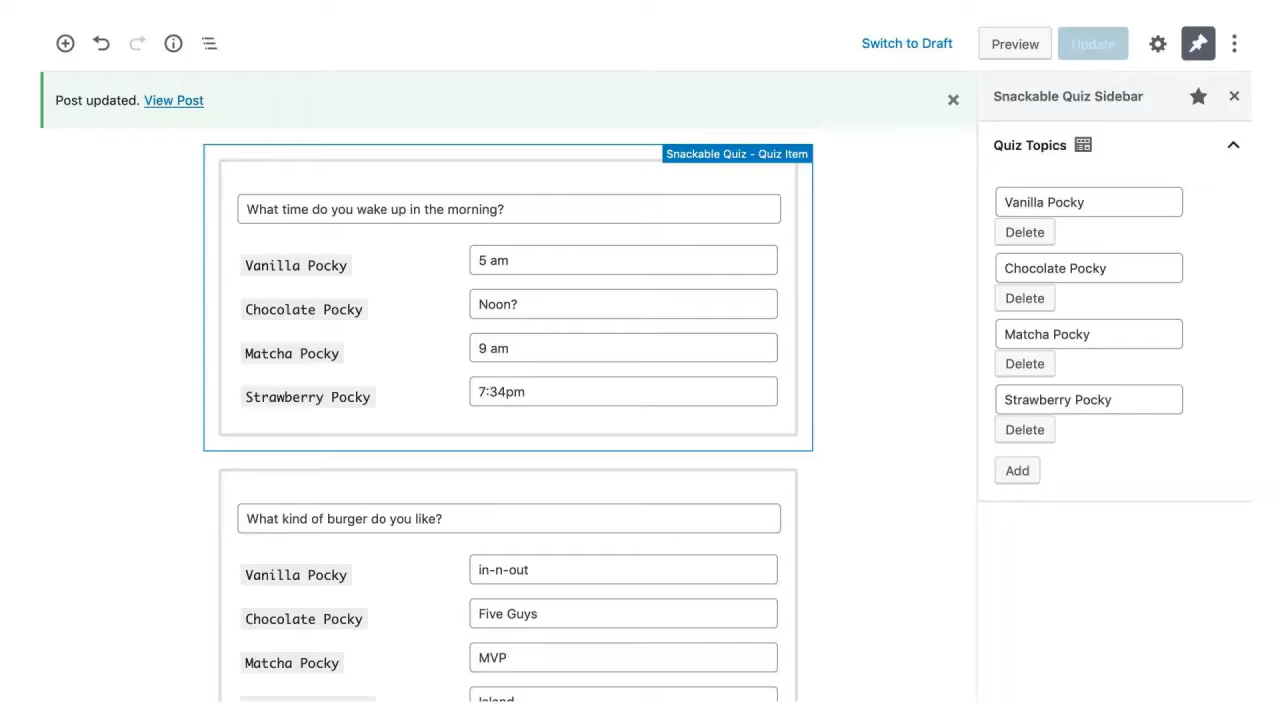 Switch to Draft
Preview
Update
Post updated. View Post
Snackable Quiz Sidebar
Snackable Quiz - Quiz Item
Quiz Topics
What time do you wake up in the morning?
Vanilla Pocky
5 am
Chocolate Pocky
Noon?
Matcha Pocky
9 am
Strawberry Pocky
7:34pm
What kind of burger do you like?
Vanilla Pocky
in-n-out
Chocolate Pocky
Five Guys
Matcha Pocky
MVP
Island
Vanilla Pocky
Delete
Chocolate Pocky
Delete
Matcha Pocky
Delete
Strawberry Pocky
Delete
Add